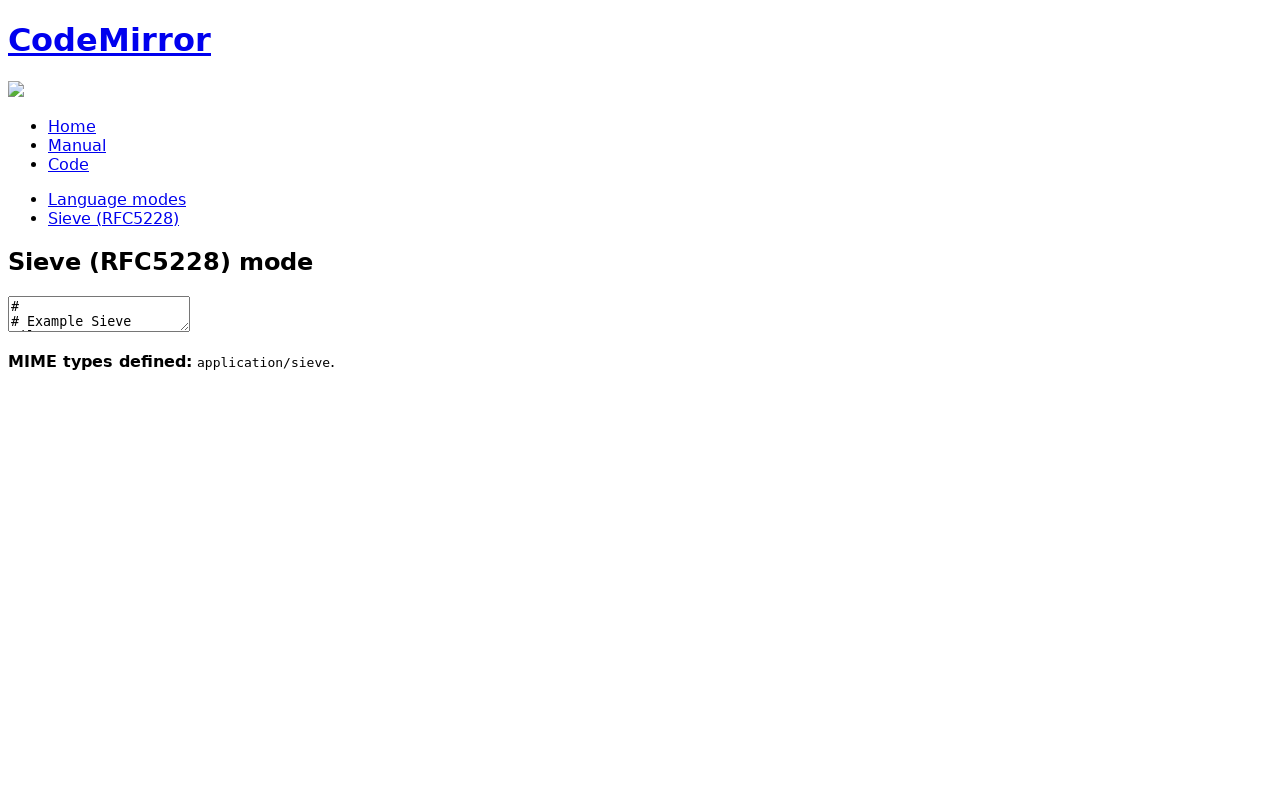 CodeMirror
Home
Manual
Code
Language modes
Sieve (RFC5228)
Sieve (RFC5228) mode
#
# Example Sieve
MIME types defined: application/sieve.